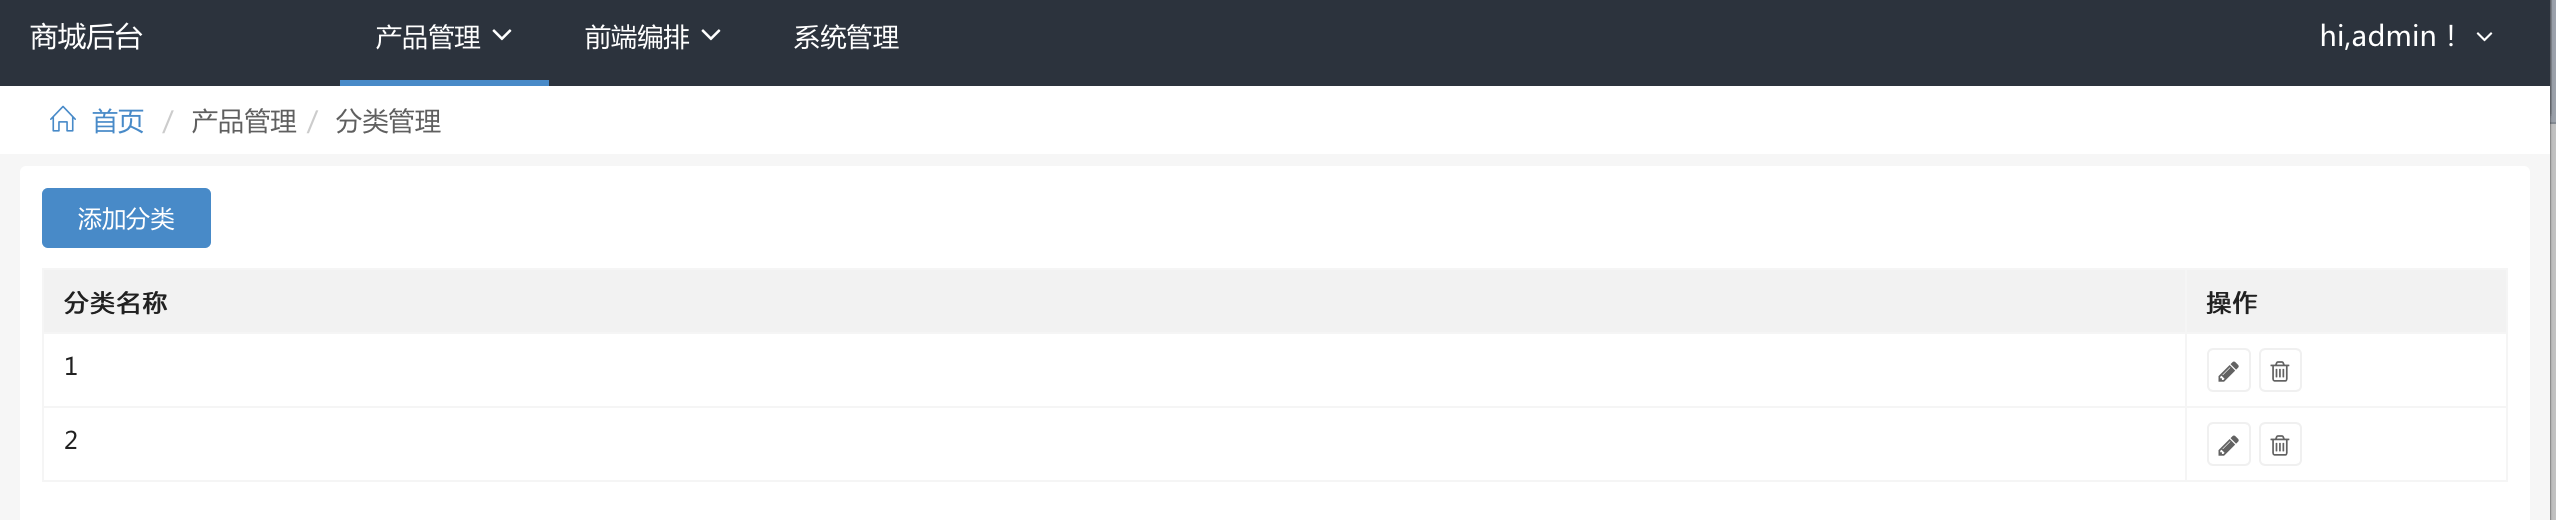 商城后台 产品管理 前端编排 系统管理 hi,admin！
首页 / 产品管理 / 分类管理
添加分类
分类名称 操作
1
2